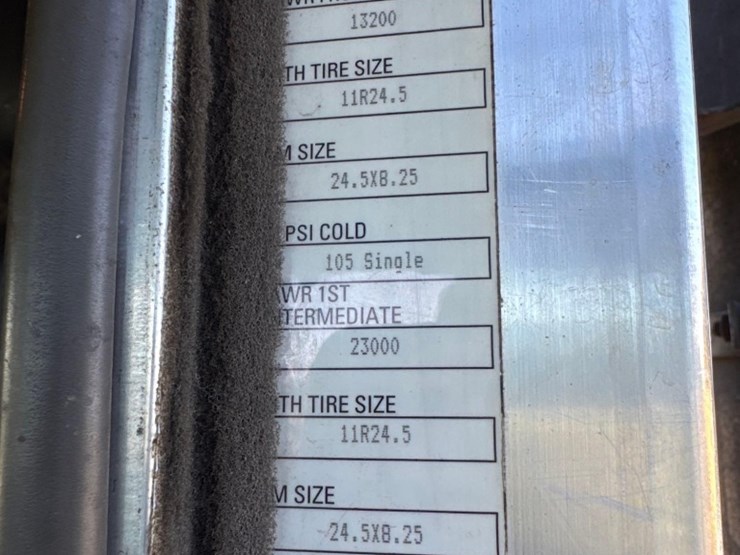 13200
TH TIRE SIZE
11R24.5
M SIZE
24.5X8.25
PSI COLD
105 Single
AWR 1ST
TERMEDIATE
23000
TH TIRE SIZE
11R24.5
M SIZE
24.5X8.25